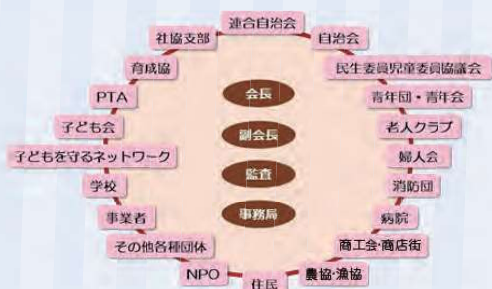 連合自治会
社協支部
自治会
育成協
民生委員児童委員協議会
PTA
会長
青年団・青年会
子ども会
副会長
老人クラブ
子どもを守るネットワーク
婦人会
学校
監査
消防団
事業者
事務局
病院
その他各種団体
商工会・商店街
NPO
住民
農協・漁協